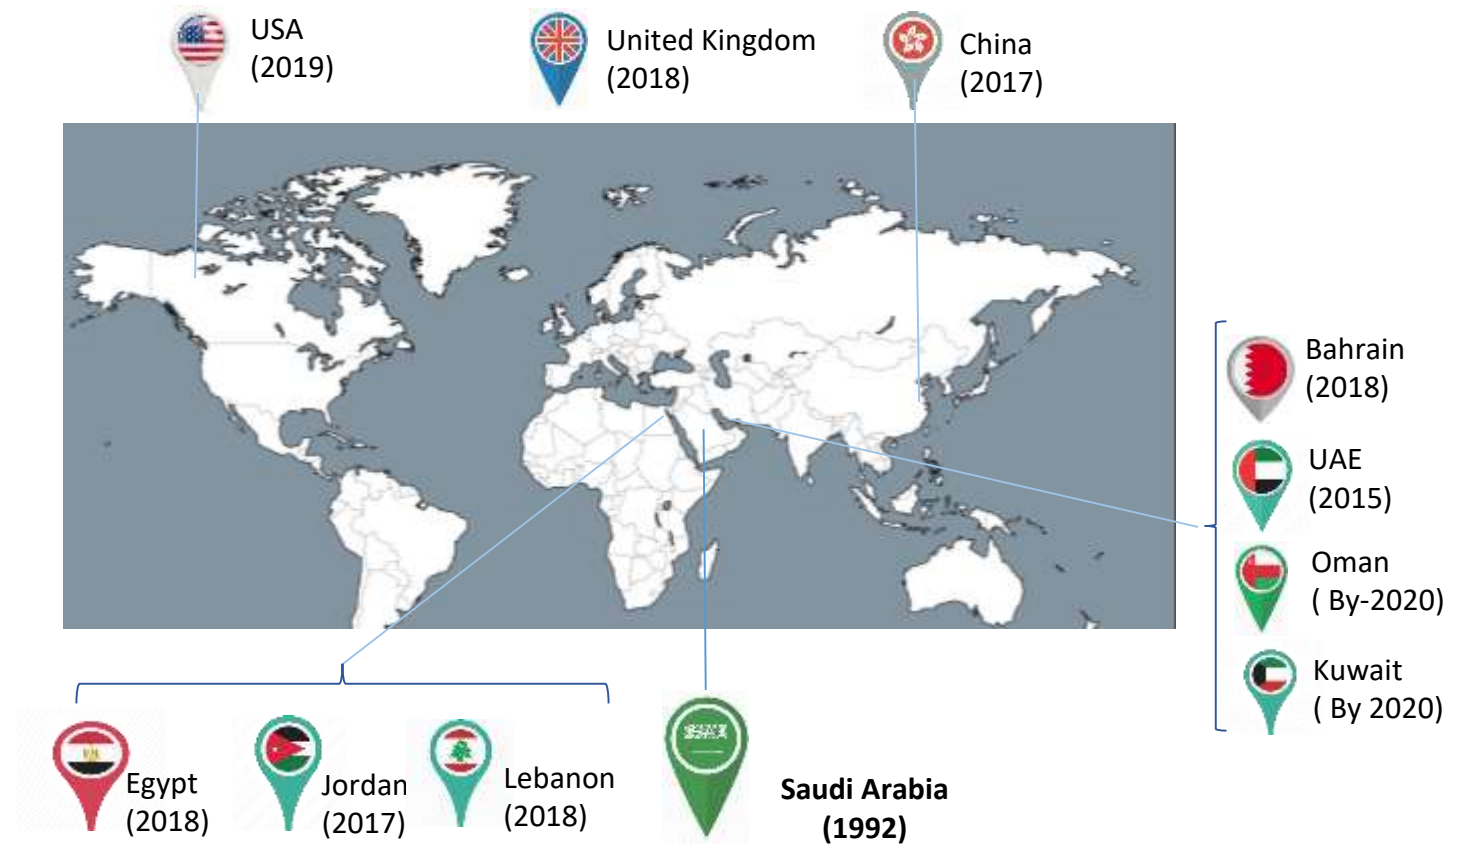 USA
(2019)
United Kingdom
(2018)
China
(2017)
Bahrain
(2018)
UAE
(2015)
Oman
( By-2020)
Kuwait
( By 2020)
Egypt
(2018)
Jordan
(2017)
Lebanon
(2018)
Saudi Arabia
(1992)